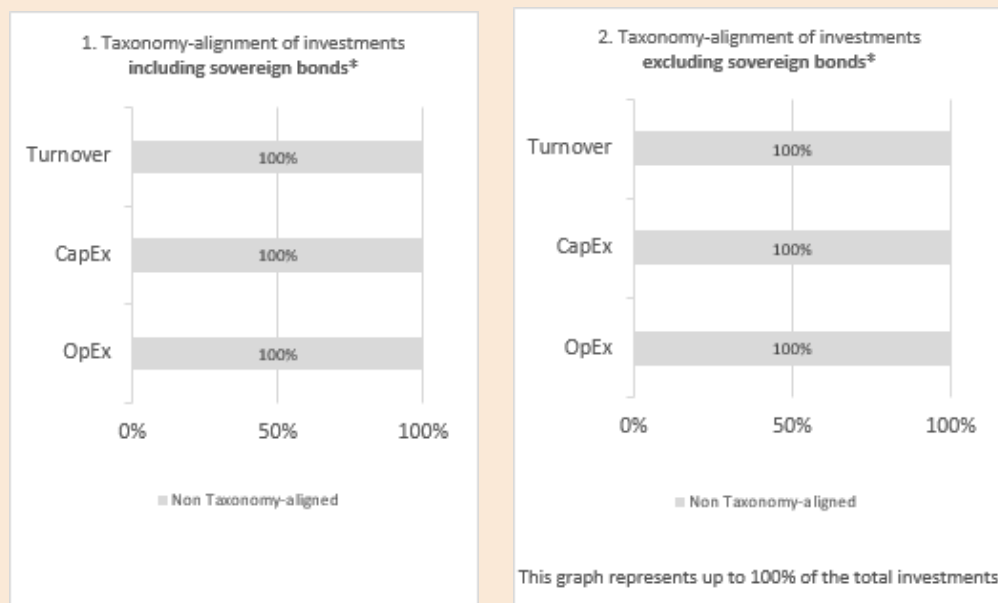 1. Taxonomy-alignment of investments
including sovereign bonds*
Turnover
100%
CapEx
100%
OpEx
100%
0%
50%
100%
Non Taxonomy-aligned
2. Taxonomy-alignment of investments
excluding sovereign bonds*
Turnover
100%
CapEx
100%
OpEx
100%
0%
50%
100%
Non Taxonomy-aligned
This graph represents up to 100% of the total investments